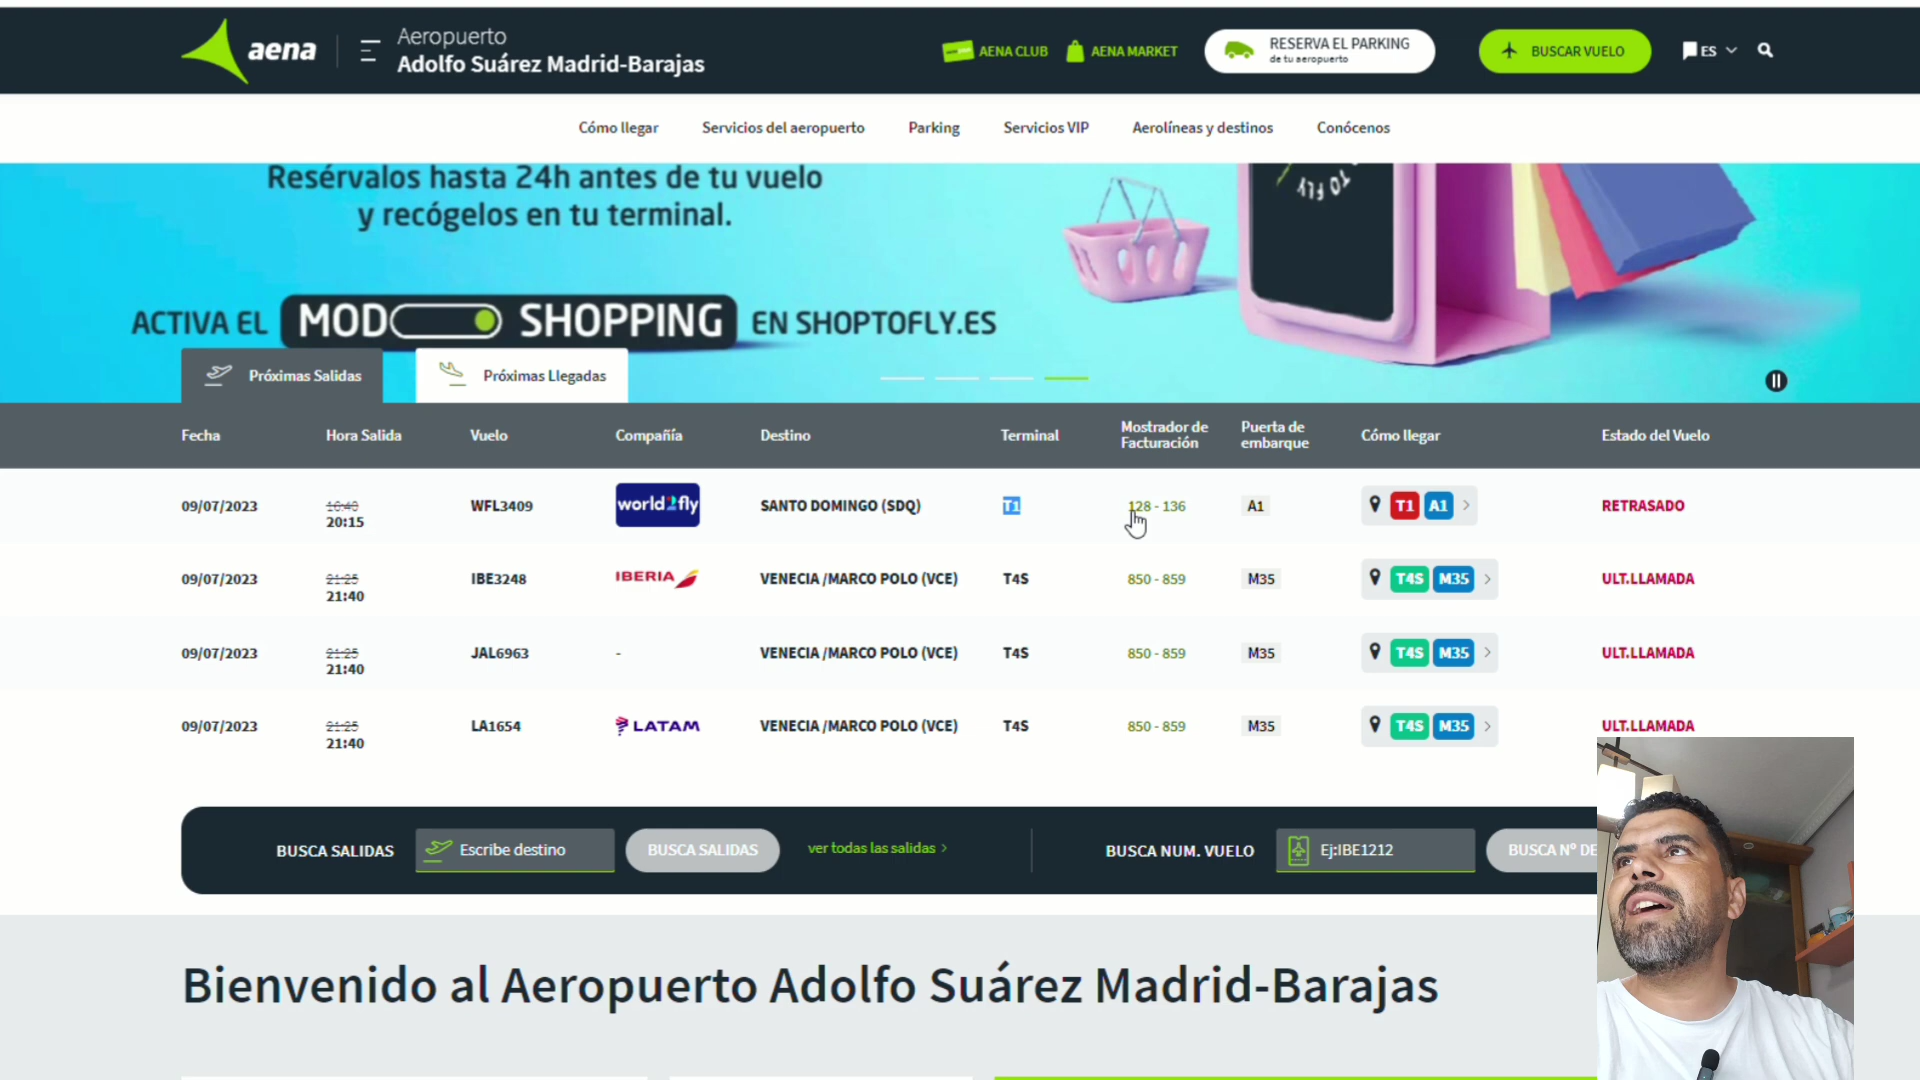 aena
Aeropuerto
Adolfo Suárez Madrid-Barajas
AENA CLUB
AENA MARKET
RESERVA EL PARKING
de tu aeropuerto
BUSCAR VUELO
ES
Cómo llegar
Servicios del aeropuerto
Parking
Servicios VIP
Aerolíneas y destinos
Conócenos
Resérvalos hasta 24h antes de tu vuelo
y recógelos en tu terminal.
TO FLY
ACTIVA EL MODO SHOPPING EN SHOPTOFLY.ES
Próximas Salidas
Próximas Llegadas
Fecha Hora Salida Vuelo Compañía Destino Terminal Mostrador de Facturación Puerta de embarque Cómo llegar Estado del Vuelo
09/07/2023 16:40 20:15 WFL3409 world2fly SANTO DOMINGO (SDQ) T1 128 - 136 A1 T1 A1 > RETRASADO
09/07/2023 21:25 21:40 IBE3248 IBERIA VENECIA /MARCO POLO (VCE) T4S 850 - 859 M35 T4S M35 > ULT.LLAMADA
09/07/2023 21:25 21:40 JAL6963 - VENECIA /MARCO POLO (VCE) T4S 850 - 859 M35 T4S M35 > ULT.LLAMADA
09/07/2023 21:25 21:40 LA1654 LATAM VENECIA /MARCO POLO (VCE) T4S 850 - 859 M35 T4S M35 > ULT.LLAMADA
BUSCA SALIDAS
Escribe destino
BUSCA SALIDAS
ver todas las salidas >
BUSCA NUM. VUELO
Ej:IBE1212
BUSCA Nº DE
Bienvenido al Aeropuerto Adolfo Suárez Madrid-Barajas